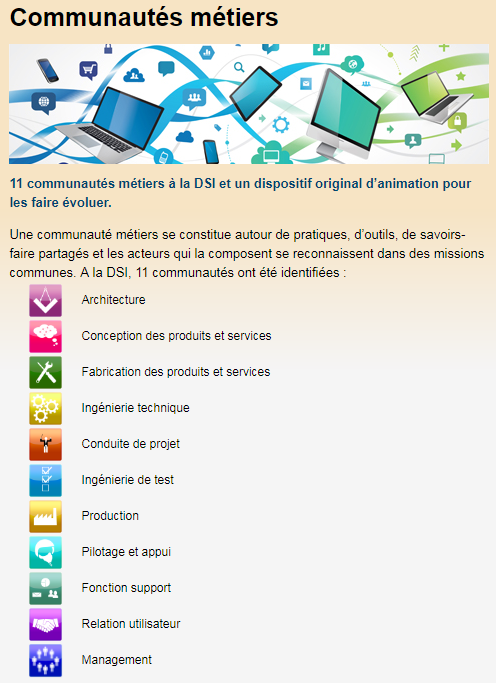 Communautés métiers
11 communautés métiers à la DSI et un dispositif original d’animation pour
les faire évoluer.
Une communauté métiers se constitue autour de pratiques, d’outils, de savoirs-
faire partagés et les acteurs qui la compose se reconnaissent dans des missions
communes. A la DSI, 11 communautés ont été identifiées :
Architecture
Conception des produits et services
Fabrication des produits et services
Ingénierie technique
Conduite de projet
Ingénierie de test
Production
Pilotage et appui
Fonction support
Relation utilisateur
Management